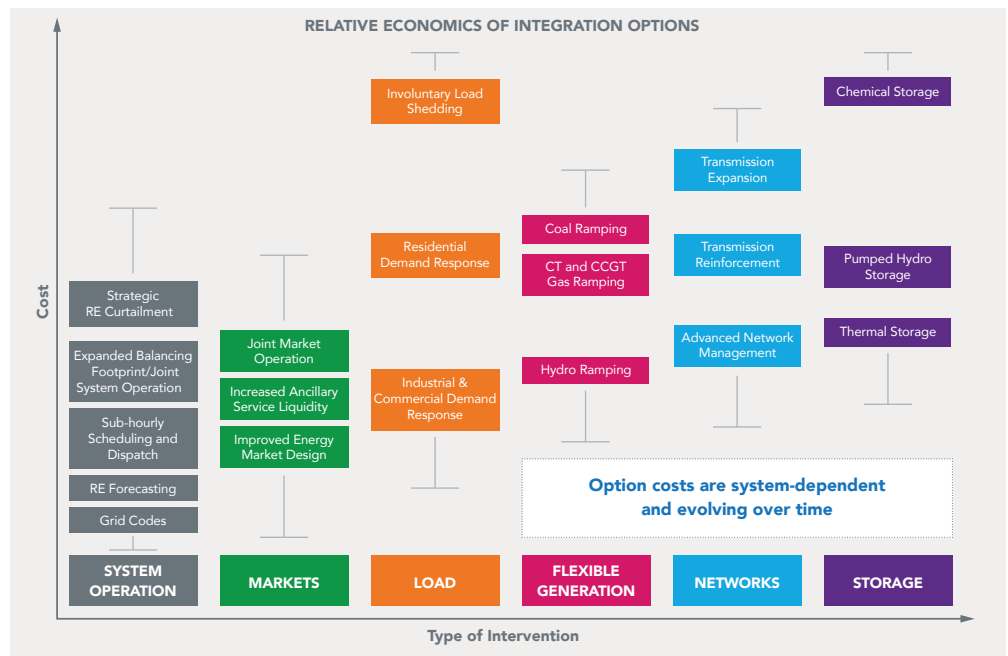 RELATIVE ECONOMICS OF INTEGRATION OPTIONS
Cost
Strategic
RE Curtailment
Expanded Balancing
Footprint/Joint
System Operation
Sub-hourly
Scheduling and
Dispatch
RE Forecasting
Grid Codes
SYSTEM
OPERATION
Joint Market
Operation
Increased Ancillary
Service Liquidity
Improved Energy
Market Design
MARKETS
Involuntary Load
Shedding
Residential
Demand Response
Industrial &
Commercial Demand
Response
LOAD
Coal Ramping
CT and CCGT
Gas Ramping
Hydro Ramping
FLEXIBLE
GENERATION
Transmission
Expansion
Transmission
Reinforcement
Advanced Network
Management
NETWORKS
Chemical Storage
Pumped Hydro
Storage
Thermal Storage
STORAGE
Option costs are system-dependent
and evolving over time
Type of Intervention